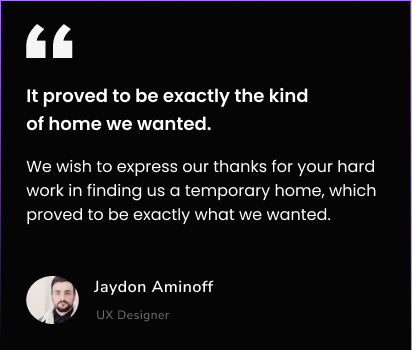 It proved to be exactly the kind
of home we wanted.
We wish to express our thanks for your hard
work in finding us a temporary home, which
proved to be exactly what we wanted.
Jaydon Aminoff
UX Designer